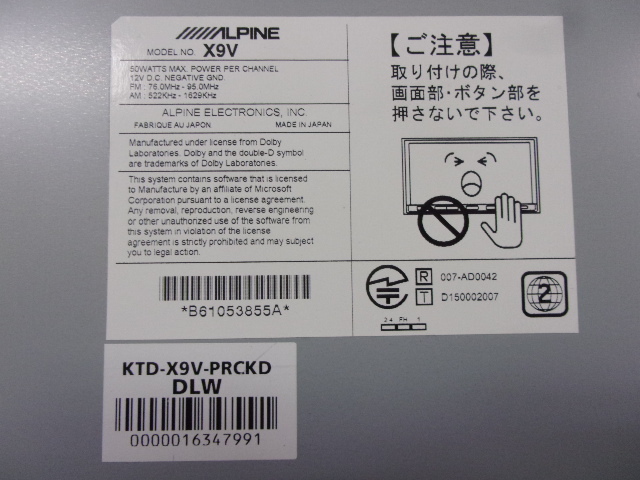 ALPINE
MODEL NO. X9V
50WATTS MAX. POWER PER CHANNEL
12V D.C. NEGATIVE GND.
FM : 76.0MHz - 95.0MHz
AM : 522KHz - 1629KHz
ALPINE ELECTRONICS, INC.
FABRIQUE AU JAPON MADE IN JAPAN
Manufactured under license from Dolby
Laboratories. Dolby and the double-D symbol
are trademarks of Dolby Laboratories.
This system contains software that is licensed
to Manufacture by an affiliate of Microsoft
Corporation pursuant to a license agreement.
Any removal, reproduction, reverse engineering
or other unauthorized use of the software from
this system in violation of the license
agreement is strictly prohibited and may subject
you to legal action.
*B61053855A*
【ご注意】
取り付けの際、
画面部・ボタン部を
押さないで下さい。
R 007-AD0042
T D150002007
2.4 FH 1
2
KTD-X9V-PRCKD
DLW
0000016347991